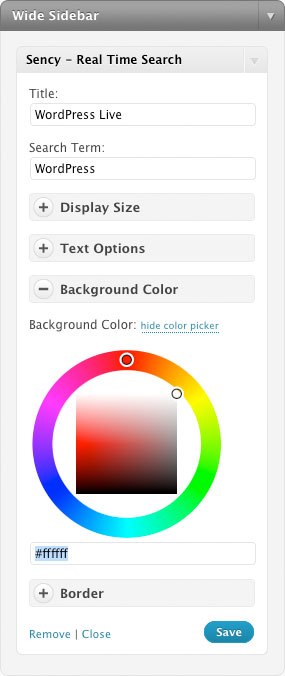 Wide Sidebar
Sency - Real Time Search
Title:
WordPress Live
Search Term:
WordPress
Display Size
Text Options
Background Color
Background Color: hide color picker
#ffffff
Border
Remove | Close Save